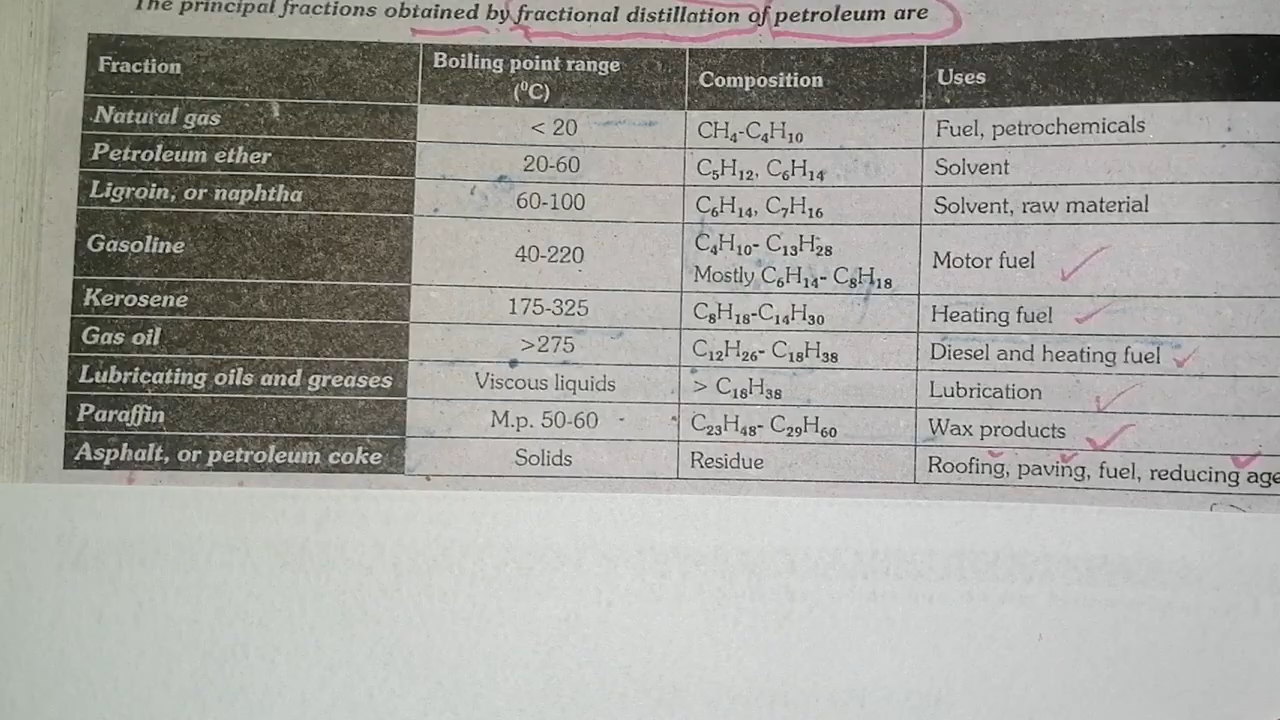 The principal fractions obtained by fractional distillation of petroleum are
Fraction Boiling point range (⁰C) Composition Uses
Natural gas < 20 CH₄-C₄H₁₀ Fuel, petrochemicals
Petroleum ether 20-60 C₅H₁₂, C₆H₁₄ Solvent
Ligroin, or naphtha 60-100 C₆H₁₄, C₇H₁₆ Solvent, raw material
Gasoline 40-220 C₄H₁₀- C₁₃H₂₈ Motor fuel
Mostly C₆H₁₄- C₈H₁₈
Kerosene 175-325 C₈H₁₈-C₁₄H₃₀ Heating fuel
Gas oil >275 C₁₂H₂₆- C₁₈H₃₈ Diesel and heating fuel
Lubricating oils and greases Viscous liquids > C₁₈H₃₈ Lubrication
Paraffin M.p. 50-60 C₂₃H₄₈- C₂₉H₆₀ Wax products
Asphalt, or petroleum coke Solids Residue Roofing, paving, fuel, reducing